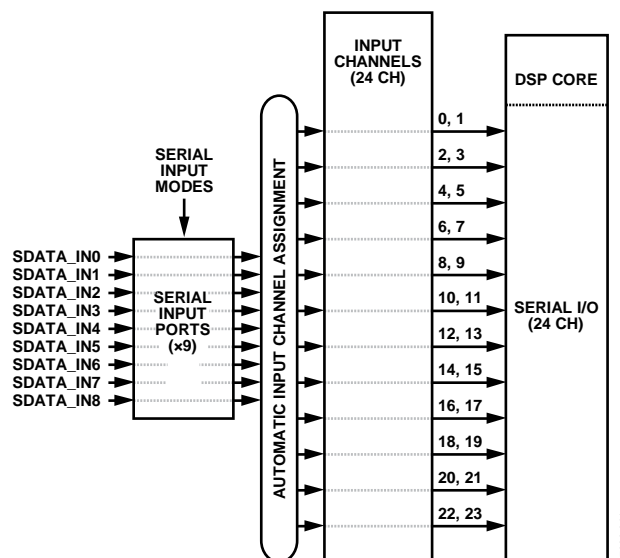 INPUT
CHANNELS
(24 CH)
DSP CORE
SERIAL
INPUT
MODES
SDATA_IN0
SDATA_IN1
SDATA_IN2
SDATA_IN3
SDATA_IN4
SDATA_IN5
SDATA_IN6
SDATA_IN7
SDATA_IN8
SERIAL
INPUT
PORTS
(×9)
AUTOMATIC INPUT CHANNEL ASSIGNMENT
0, 1
2, 3
4, 5
6, 7
8, 9
10, 11
12, 13
14, 15
16, 17
18, 19
20, 21
22, 23
SERIAL I/O
(24 CH)